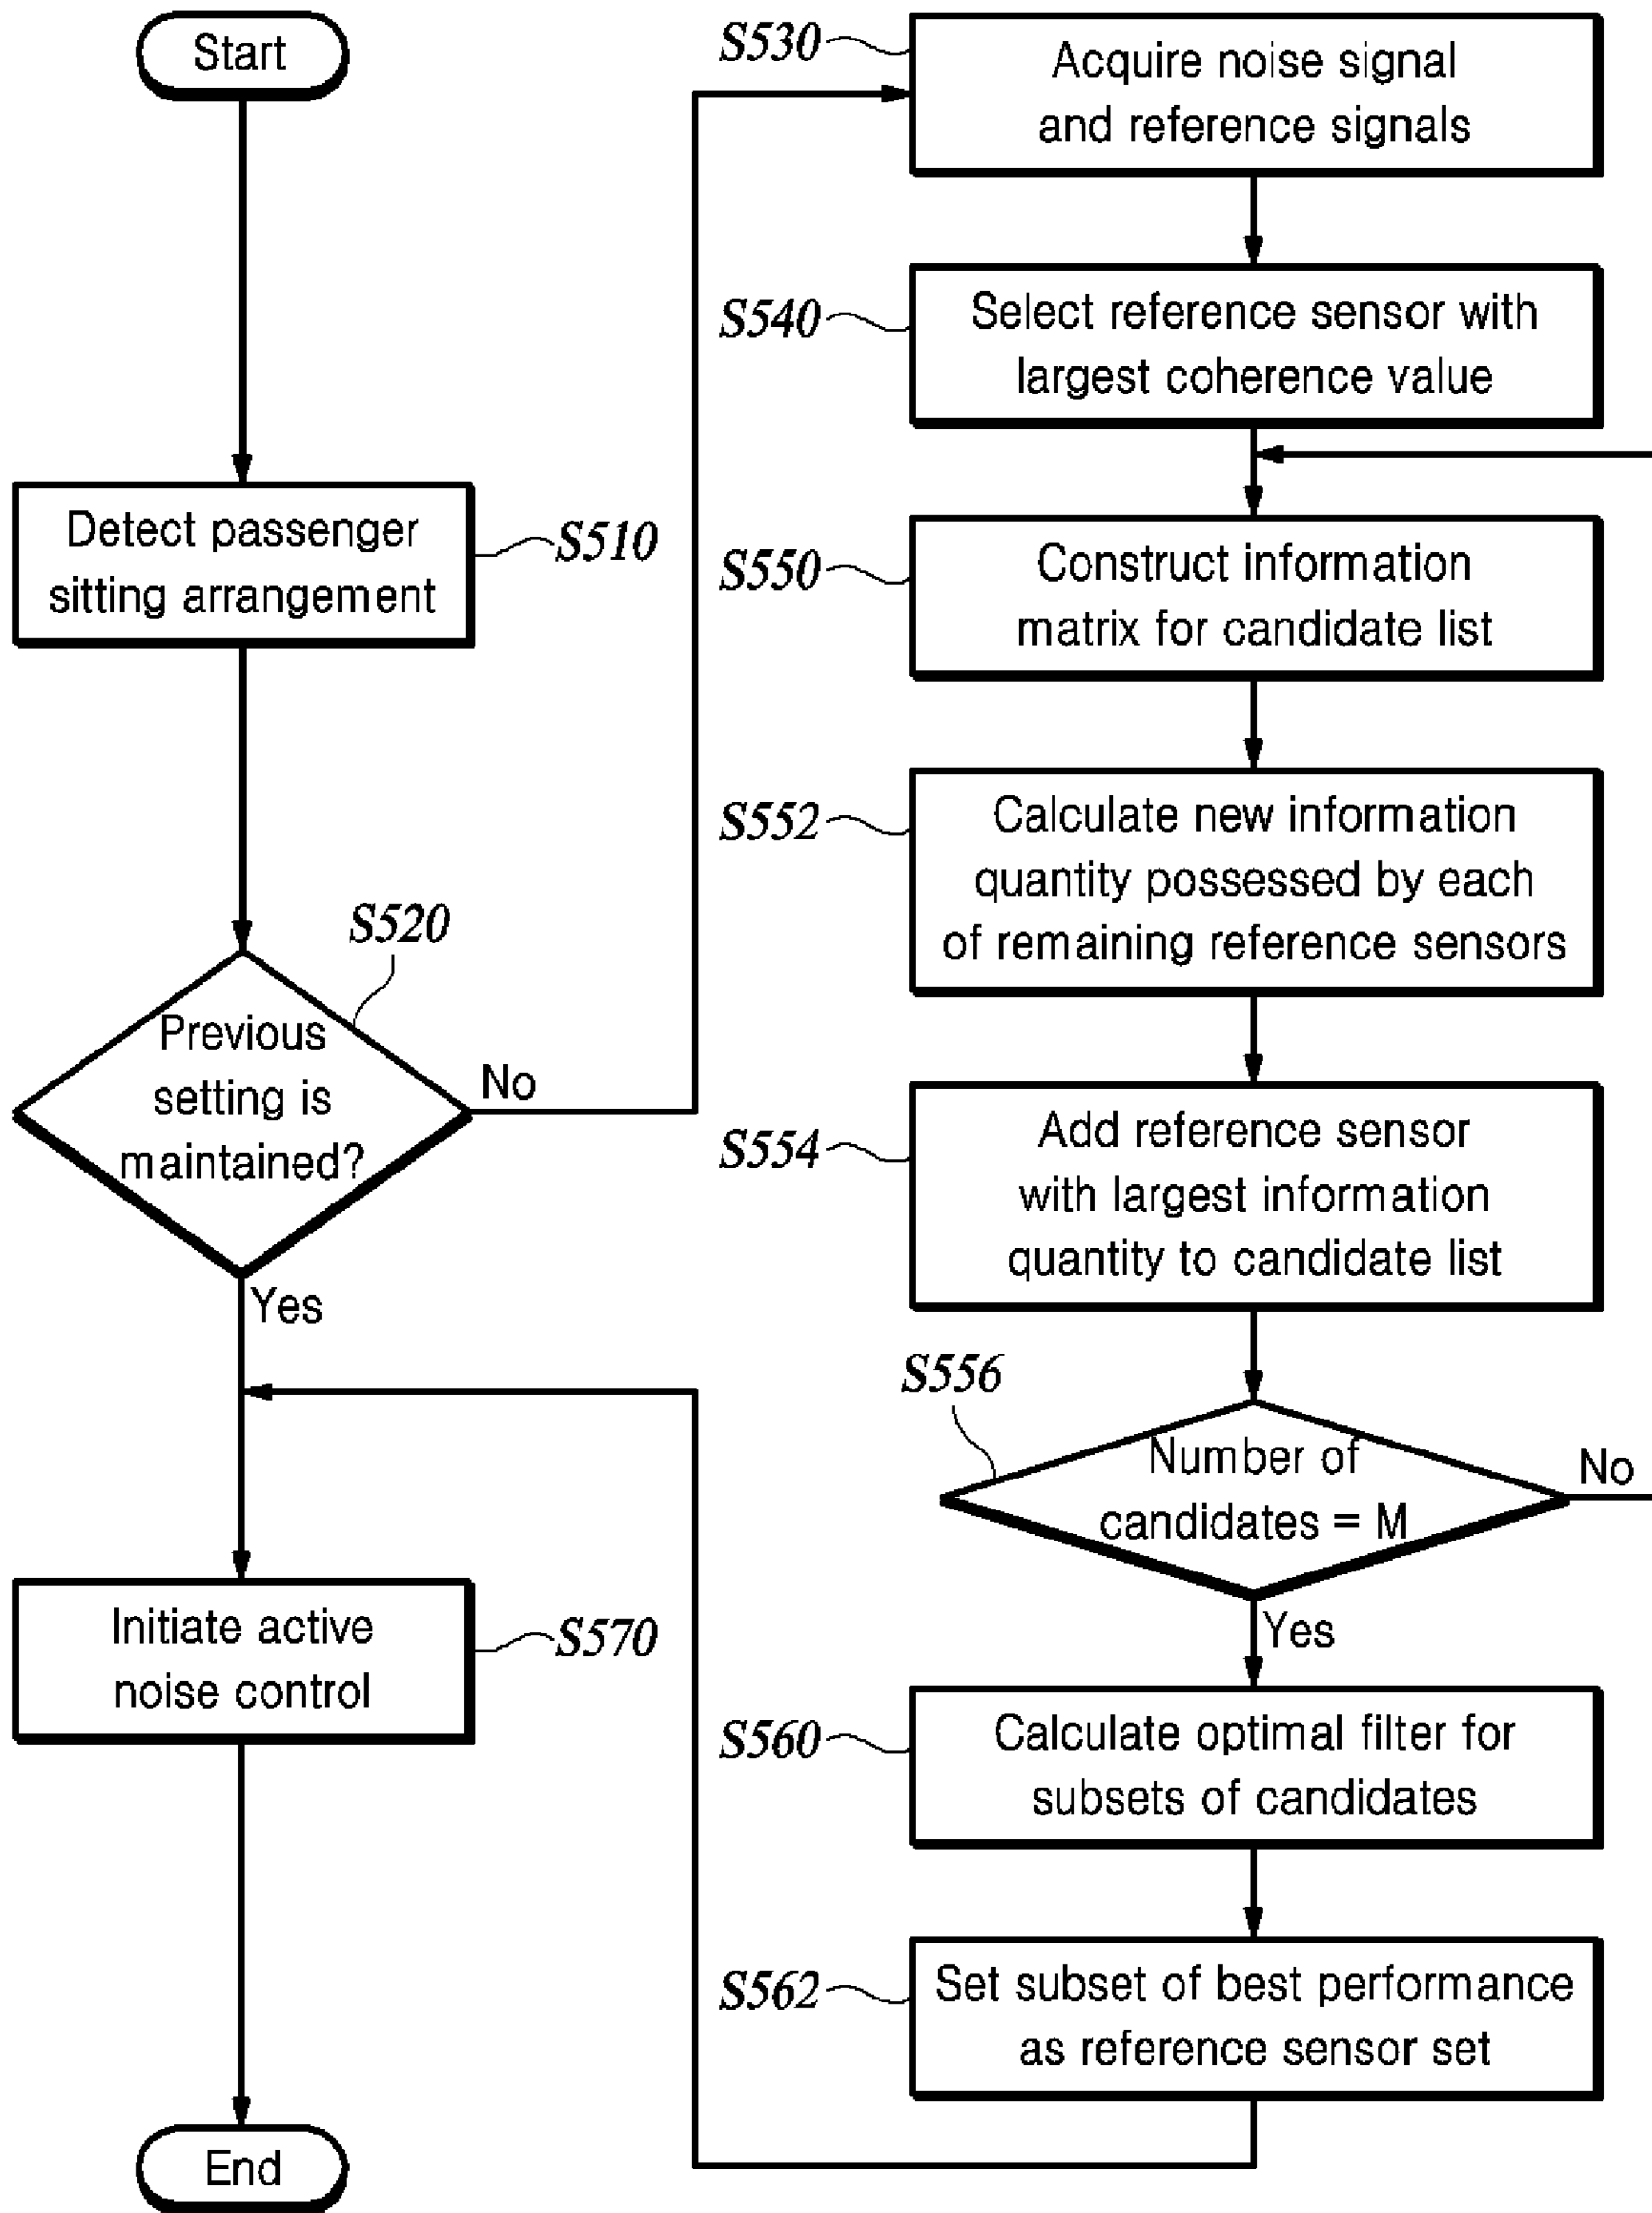 Start
Detect passenger
sitting arrangement
S510
S520
Previous
setting is
maintained?
No
Yes
Initiate active
noise control
S570
End
S530
Acquire noise signal
and reference signals
S540
Select reference sensor with
largest coherence value
S550
Construct information
matrix for candidate list
S552
Calculate new information
quantity possessed by each
of remaining reference sensors
S554
Add reference sensor
with largest information
quantity to candidate list
S556
Number of
candidates = M
No
Yes
S560
Calculate optimal filter for
subsets of candidates
S562
Set subset of best performance
as reference sensor set